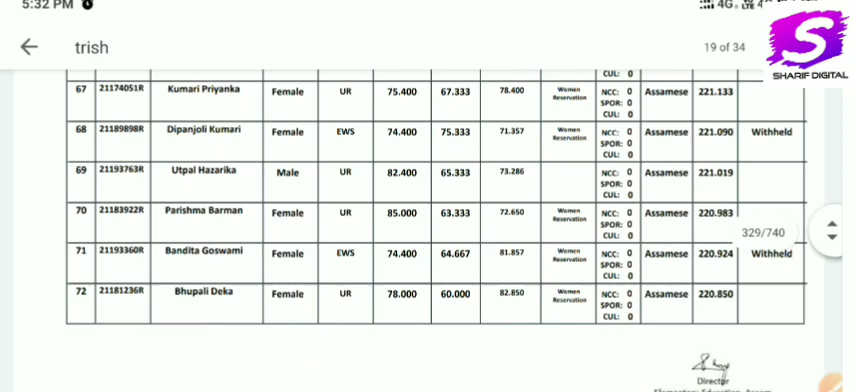 5:32 PM
4G LTE 4
trish
19 of 34
S
SHARIF DIGITAL
CUL: 0
67 21174051R Kumari Priyanka Female UR 75.400 67.333 78.400 Women Reservation NCC: 0 SPOR: 0 CUL: 0 Assamese 221.133
68 21189898R Dipanjoli Kumari Female EWS 74.400 75.333 71.357 Women Reservation NCC: 0 SPOR: 0 CUL: 0 Assamese 221.090 Withheld
69 21193763R Utpal Hazarika Male UR 82.400 65.333 73.286 NCC: 0 SPOR: 0 CUL: 0 Assamese 221.019
70 21183922R Parishma Barman Female UR 85.000 63.333 72.650 Women Reservation NCC: 0 SPOR: 0 CUL: 0 Assamese 220.983
329/740
71 21193360R Bandita Goswami Female EWS 74.400 64.667 81.857 Women Reservation NCC: 0 SPOR: 0 CUL: 0 Assamese 220.924 Withheld
72 21181236R Bhupali Deka Female UR 78.000 60.000 82.850 Women Reservation NCC: 0 SPOR: 0 CUL: 0 Assamese 220.850
Director
Elementary Education, Assam